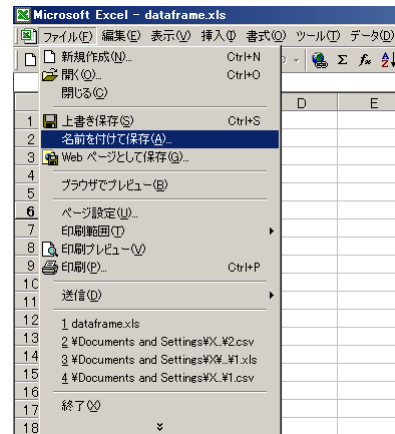 Microsoft Excel - dataframe.xls
ファイル(F) 編集(E) 表示(V) 挿入(I) 書式(O) ツール(T) データ(D)
新規作成(N)... Ctrl+N
開く(O)... Ctrl+O
閉じる(C)
D E
1 上書き保存(S) Ctrl+S
2 名前を付けて保存(A)...
3 Web ページとして保存(G)...
4
ブラウザでプレビュー(B)
5
6 ページ設定(U)...
7 印刷範囲(T)
8 印刷プレビュー(V)
9 印刷(P)... Ctrl+P
10
11 送信(D)
12
1 dataframe.xls
13 2 ¥Documents and Settings¥X_¥2.csv
14 3 ¥Documents and Settings¥X¥_¥1.xls
15 4 ¥Documents and Settings¥X_¥1.csv
16
17 終了(X)
18